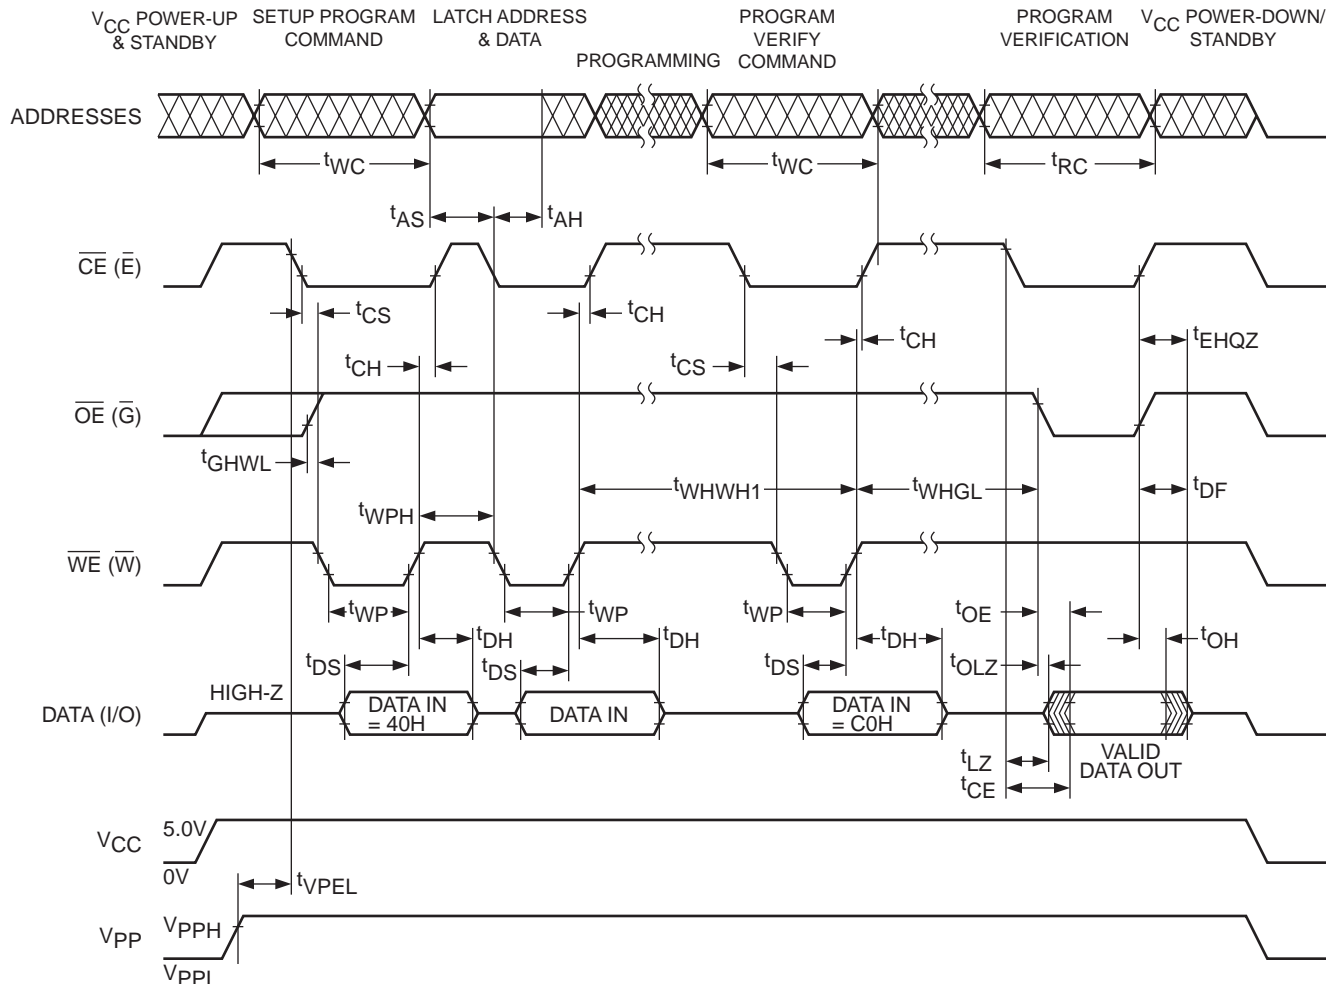 VCC POWER-UP & STANDBY
SETUP PROGRAM COMMAND
LATCH ADDRESS & DATA
PROGRAMMING
PROGRAM VERIFY COMMAND
PROGRAM VERIFICATION
VCC POWER-DOWN/ STANDBY
ADDRESSES
tWC
tWC
tRC
tAS
tAH
CE (E)
tCS
tCH
tCH
tCS
tCH
tEHQZ
OE (G)
tGHWL
tWPH
tWHWH1
tWHGL
tDF
WE (W)
tWP
tWP
tWP
tOE
tDH
tDH
tDH
tOH
tDS
tDS
tDS
tOLZ
HIGH-Z
DATA (I/O)
DATA IN
= 40H
DATA IN
DATA IN
= C0H
VALID
DATA OUT
tLZ
tCE
VCC
5.0V
0V
tVPEL
VPP
VPPH
VPPL